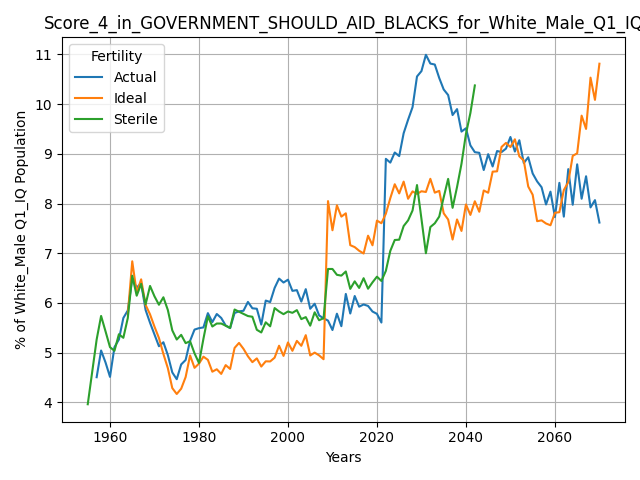 Score_4_in_GOVERNMENT_SHOULD_AID_BLACKS_for_White_Male_Q1_IQ
Fertility
Actual
Ideal
Sterile
% of White_Male Q1_IQ Population
11
10
9
8
7
6
5
4
1960 1980 2000 2020 2040 2060
Years